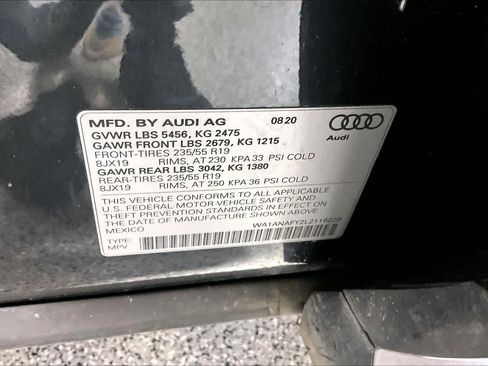 MFD. BY AUDI AG 0820
GVWR LBS 5456, KG 2475
GAWR FRONT LBS 2679, KG 1215
FRONT-TIRES 235/55 R19
8JX19 RIMS, AT 230 KPA 33 PSI COLD
GAWR REAR LBS 3042, KG 1380
REAR-TIRES 235/55 R19
8JX19 RIMS, AT 250 KPA 36 PSI COLD
Audi
THIS VEHICLE CONFORMS TO ALL APPLICABLE
U.S. FEDERAL MOTOR VEHICLE SAFETY AND
THEFT PREVENTION STANDARDS IN EFFECT ON
THE DATE OF MANUFACTURE SHOWN ABOVE.
MEXICO
WA1ANAFY2L2116220
TYPE:
MPV